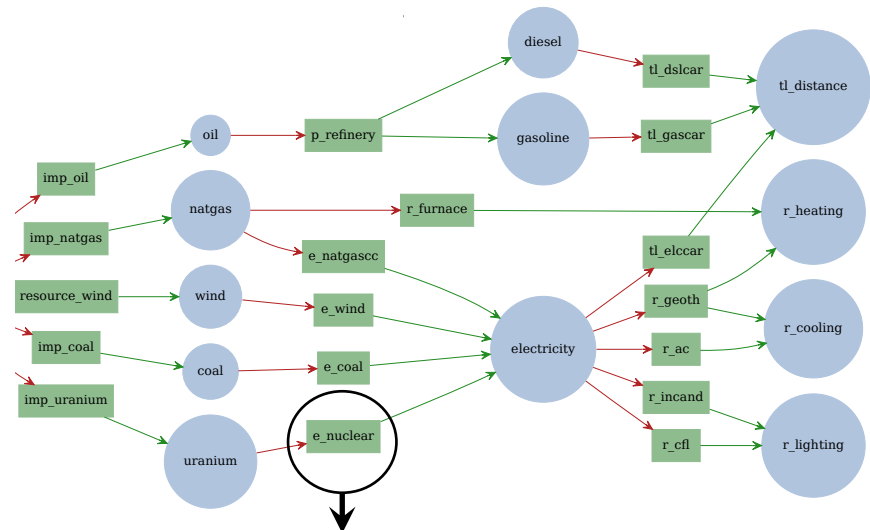 diesel
tl_dslcar
tl_distance
oil
p_refinery
gasoline
tl_gascar
imp_oil
natgas
r_furnace
r_heating
imp_natgas
e_natgascc
tl_elccar
resource_wind
wind
e_wind
r_geoth
r_cooling
imp_coal
coal
e_coal
electricity
r_ac
imp_uranium
r_incand
uranium
e_nuclear
r_cfl
r_lighting